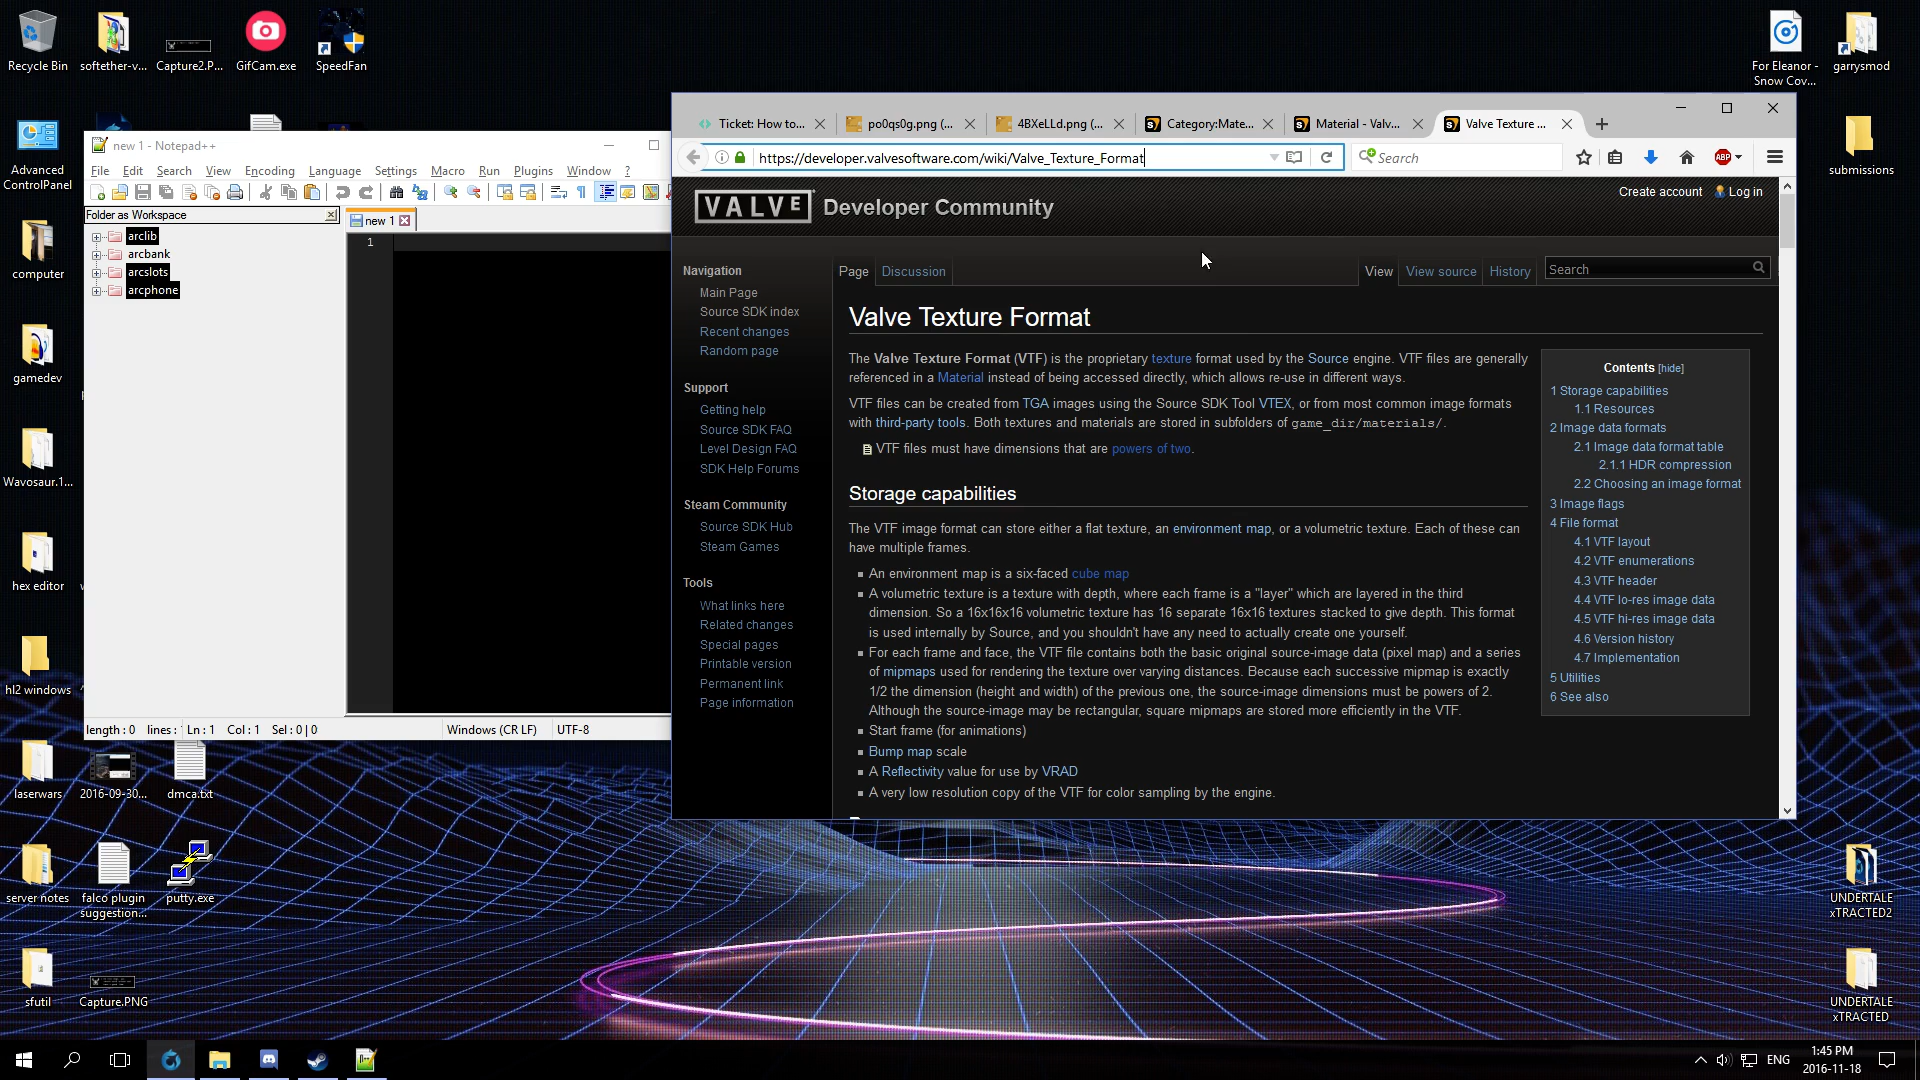 Recycle Bin
softether-v...
Capture2.P...
GifCam.exe
SpeedFan
For Eleanor -
Snow Cov...
garrysmod
Advanced
ControlPanel
computer
gamedev
Wavosaur.1...
hex editor
hl2 windows
laserwars
2016-09-30...
dmca.txt
server notes
falco plugin
suggestion...
putty.exe
sfutil
Capture.PNG
submissions
UNDERTALE
xTRACTED2
UNDERTALE
xTRACTED
new 1 - Notepad++
File Edit Search View Encoding Language Settings Macro Run Plugins Window ?
Folder as Workspace
arclib
arcbank
arcslots
arcphone
new 1
1
length : 0 lines : Ln : 1 Col : 1 Sel : 0 | 0 Windows (CR LF) UTF-8
Ticket: How to...
po0qs0g.png (...
4BXeLLd.png (...
Category:Mate...
Material - Valv...
Valve Texture ...
https://developer.valvesoftware.com/wiki/Valve_Texture_Format
Search
ABP
VALVE Developer Community
Create account Log in
Navigation
Main Page
Source SDK index
Recent changes
Random page
Support
Getting help
Source SDK FAQ
Level Design FAQ
SDK Help Forums
Steam Community
Source SDK Hub
Steam Games
Tools
What links here
Related changes
Special pages
Printable version
Permanent link
Page information
Page Discussion View View source History Search
Valve Texture Format
The Valve Texture Format (VTF) is the proprietary texture format used by the Source engine. VTF files are generally
referenced in a Material instead of being accessed directly, which allows re-use in different ways.
VTF files can be created from TGA images using the Source SDK Tool VTEX, or from most common image formats
with third-party tools. Both textures and materials are stored in subfolders of game_dir/materials/.
VTF files must have dimensions that are powers of two.
Storage capabilities
The VTF image format can store either a flat texture, an environment map, or a volumetric texture. Each of these can
have multiple frames.
An environment map is a six-faced cube map
A volumetric texture is a texture with depth, where each frame is a "layer" which are layered in the third
dimension. So a 16x16x16 volumetric texture has 16 separate 16x16 textures stacked to give depth. This format
is used internally by Source, and you shouldn't have any need to actually create one yourself.
For each frame and face, the VTF file contains both the basic original source-image data (pixel map) and a series
of mipmaps used for rendering the texture over varying distances. Because each successive mipmap is exactly
1/2 the dimension (height and width) of the previous one, the source-image dimensions must be powers of 2.
Although the source-image may be rectangular, square mipmaps are stored more efficiently in the VTF.
Start frame (for animations)
Bump map scale
A Reflectivity value for use by VRAD
A very low resolution copy of the VTF for color sampling by the engine.
Contents [hide]
1 Storage capabilities
1.1 Resources
2 Image data formats
2.1 Image data format table
2.1.1 HDR compression
2.2 Choosing an image format
3 Image flags
4 File format
4.1 VTF layout
4.2 VTF enumerations
4.3 VTF header
4.4 VTF lo-res image data
4.5 VTF hi-res image data
4.6 Version history
4.7 Implementation
5 Utilities
6 See also
ENG
1:45 PM
2016-11-18